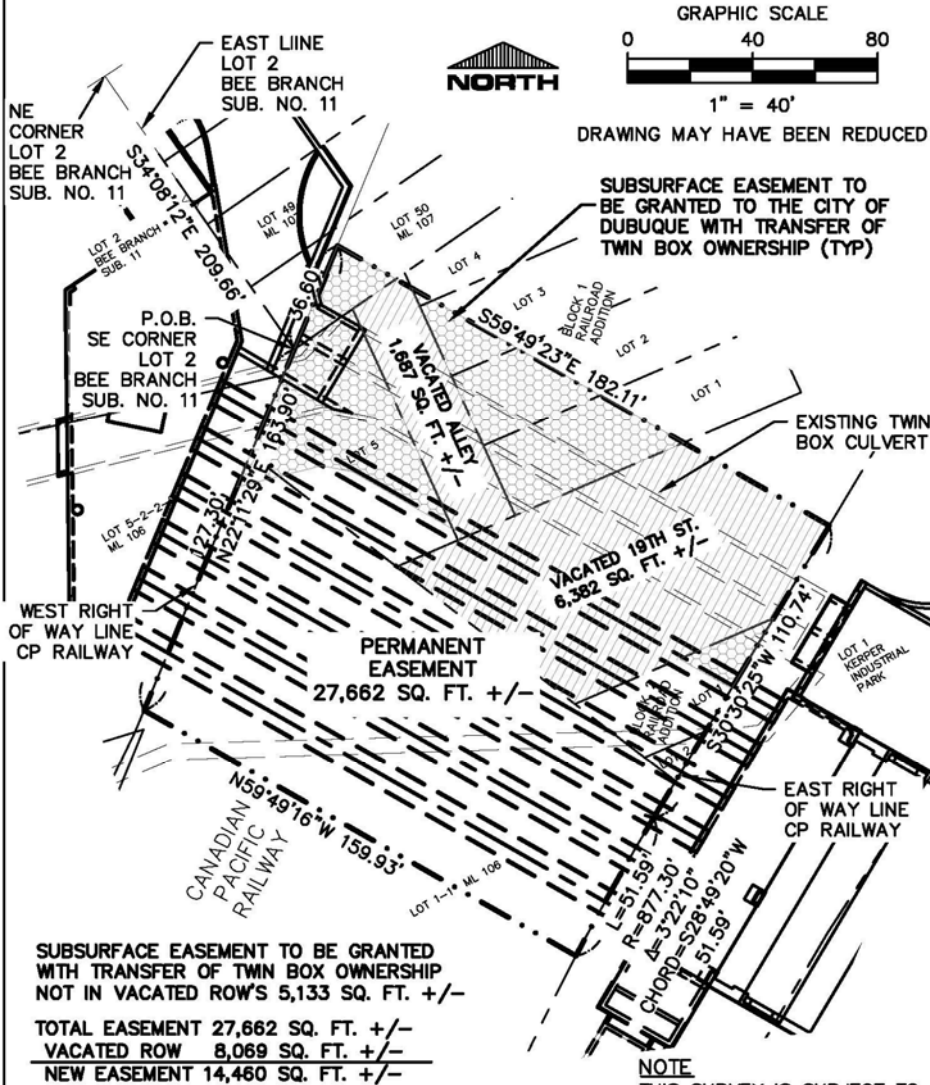 GRAPHIC SCALE
0 40 80
1" = 40'
DRAWING MAY HAVE BEEN REDUCED
NORTH
EAST LIINE
LOT 2
BEE BRANCH
SUB. NO. 11
NE
CORNER
LOT 2
BEE BRANCH
SUB. NO. 11
S34°08'12"E 209.66'
LOT 2
BEE BRANCH
SUB. 11
LOT 49
LOT 50
ML 107
LOT 4
LOT 3
LOT 2
LOT 1
BLOCK 1
RAILROAD
ADDITION
SUBSURFACE EASEMENT TO
BE GRANTED TO THE CITY OF
DUBUQUE WITH TRANSFER OF
TWIN BOX OWNERSHIP (TYP)
P.O.B.
SE CORNER
LOT 2
BEE BRANCH
SUB. NO. 11
36.60'
S59°49'23"E 182.11'
VACATED ALLEY
1,687 SQ. FT. +/-
EXISTING TWIN
BOX CULVERT
LOT 5
127.30'
N22°11'29"E 163.90'
LOT 5-2-2-
ML 106
VACATED 19TH ST.
6,382 SQ. FT. +/-
WEST RIGHT
OF WAY LINE
CP RAILWAY
PERMANENT
EASEMENT
27,662 SQ. FT. +/-
RAILROAD
ADDITION
S30°30'25"W 110.74'
LOT 1
KERPER
INDUSTRIAL
PARK
EAST RIGHT
OF WAY LINE
CP RAILWAY
N59°49'16"W 159.93'
CANADIAN
PACIFIC
RAILWAY
LOT 1-1* ML 106
L=51.59'
R=877.30'
Δ=3°22'10"
CHORD=S28°49'20"W
51.59'
SUBSURFACE EASEMENT TO BE GRANTED
WITH TRANSFER OF TWIN BOX OWNERSHIP
NOT IN VACATED ROW'S 5,133 SQ. FT. +/-
TOTAL EASEMENT 27,662 SQ. FT. +/-
VACATED ROW 8,069 SQ. FT. +/-
NEW EASEMENT 14,460 SQ. FT. +/-
NOTE